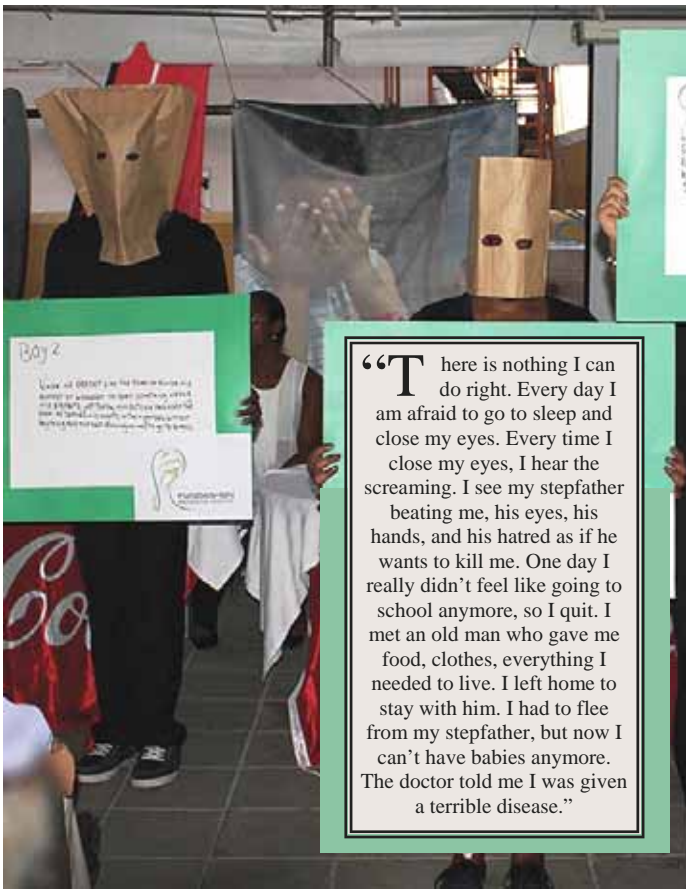 Boy 2
Co
“There is nothing I can
do right. Every day I
am afraid to go to sleep and
close my eyes. Every time I
close my eyes, I hear the
screaming. I see my stepfather
beating me, his eyes, his
hands, and his hatred as if he
wants to kill me. One day I
really didn’t feel like going to
school anymore, so I quit. I
met an old man who gave me
food, clothes, everything I
needed to live. I left home to
stay with him. I had to flee
from my stepfather, but now I
can’t have babies anymore.
The doctor told me I was given
a terrible disease.”